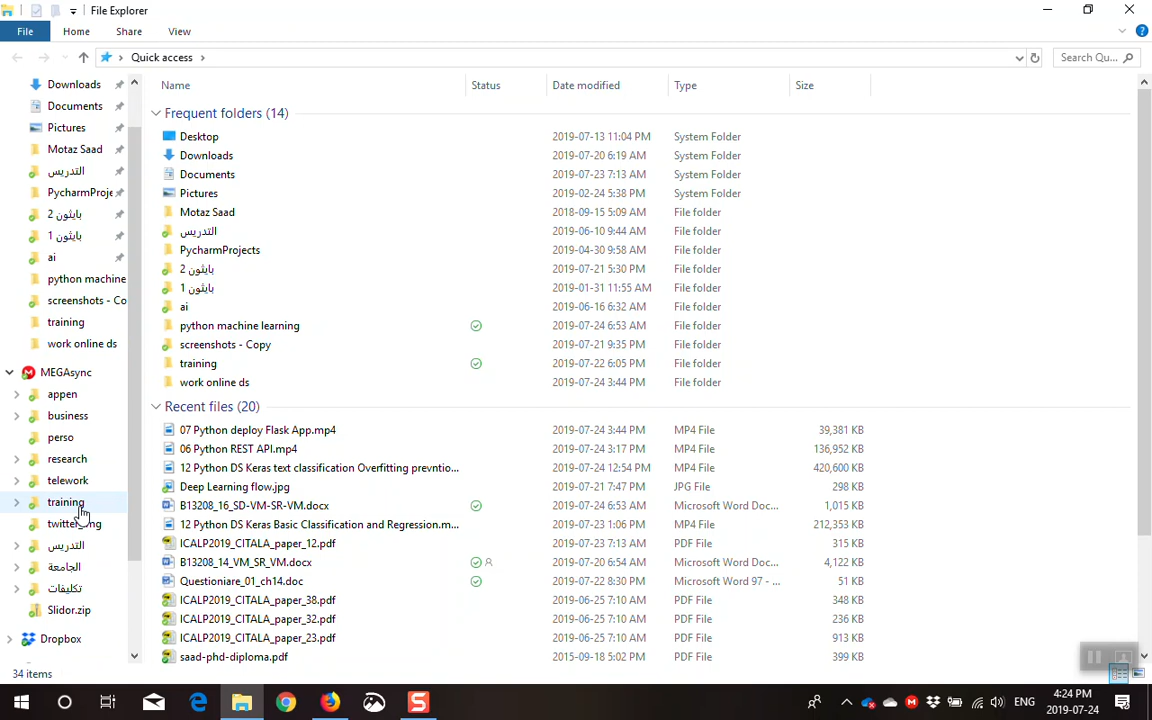 File Explorer
File Home Share View
Quick access
Search Qu...
Downloads
Documents
Pictures
Motaz Saad
التدريس
PycharmProje
بايثون 2
بايثون 1
ai
python machine
screenshots - Co
training
work online ds
MEGAsync
appen
business
perso
research
telework
training
التدريس
الجامعة
تكليفات
Slidor.zip
Dropbox
Name Status Date modified Type Size
Frequent folders (14)
Desktop 2019-07-13 11:04 PM System Folder
Downloads 2019-07-20 6:19 AM System Folder
Documents 2019-07-23 7:13 AM System Folder
Pictures 2019-02-24 5:38 PM System Folder
Motaz Saad 2018-09-15 5:09 AM File folder
التدريس 2019-06-10 9:44 AM File folder
PycharmProjects 2019-04-30 9:58 AM File folder
بايثون 2 2019-07-21 5:30 PM File folder
بايثون 1 2019-01-31 11:55 AM File folder
ai 2019-06-16 6:32 AM File folder
python machine learning 2019-07-24 6:53 AM File folder
screenshots - Copy 2019-07-21 9:35 PM File folder
training 2019-07-22 6:05 PM File folder
work online ds 2019-07-24 3:44 PM File folder
Recent files (20)
07 Python deploy Flask App.mp4 2019-07-24 3:44 PM MP4 File 39,381 KB
06 Python REST API.mp4 2019-07-24 3:17 PM MP4 File 136,952 KB
12 Python DS Keras text classification Overfitting prevntio... 2019-07-24 12:54 PM MP4 File 420,600 KB
Deep Learning flow.jpg 2019-07-21 7:47 PM JPG File 298 KB
B13208_16_SD-VM-SR-VM.docx 2019-07-24 6:53 AM Microsoft Word Doc... 1,015 KB
12 Python DS Keras Basic Classification and Regression.m... 2019-07-23 1:06 PM MP4 File 212,353 KB
ICALP2019_CITALA_paper_12.pdf 2019-07-23 7:13 AM PDF File 315 KB
B13208_14_VM_SR_VM.docx 2019-07-20 6:54 AM Microsoft Word Doc... 4,122 KB
Questioniare_01_ch14.doc 2019-07-22 8:30 PM Microsoft Word 97 - ... 51 KB
ICALP2019_CITALA_paper_38.pdf 2019-06-25 7:10 AM PDF File 348 KB
ICALP2019_CITALA_paper_32.pdf 2019-06-25 7:10 AM PDF File 236 KB
ICALP2019_CITALA_paper_23.pdf 2019-06-25 7:10 AM PDF File 913 KB
saad-phd-diploma.pdf 2015-09-18 5:02 PM PDF File 399 KB
34 items
ENG
4:24 PM
2019-07-24